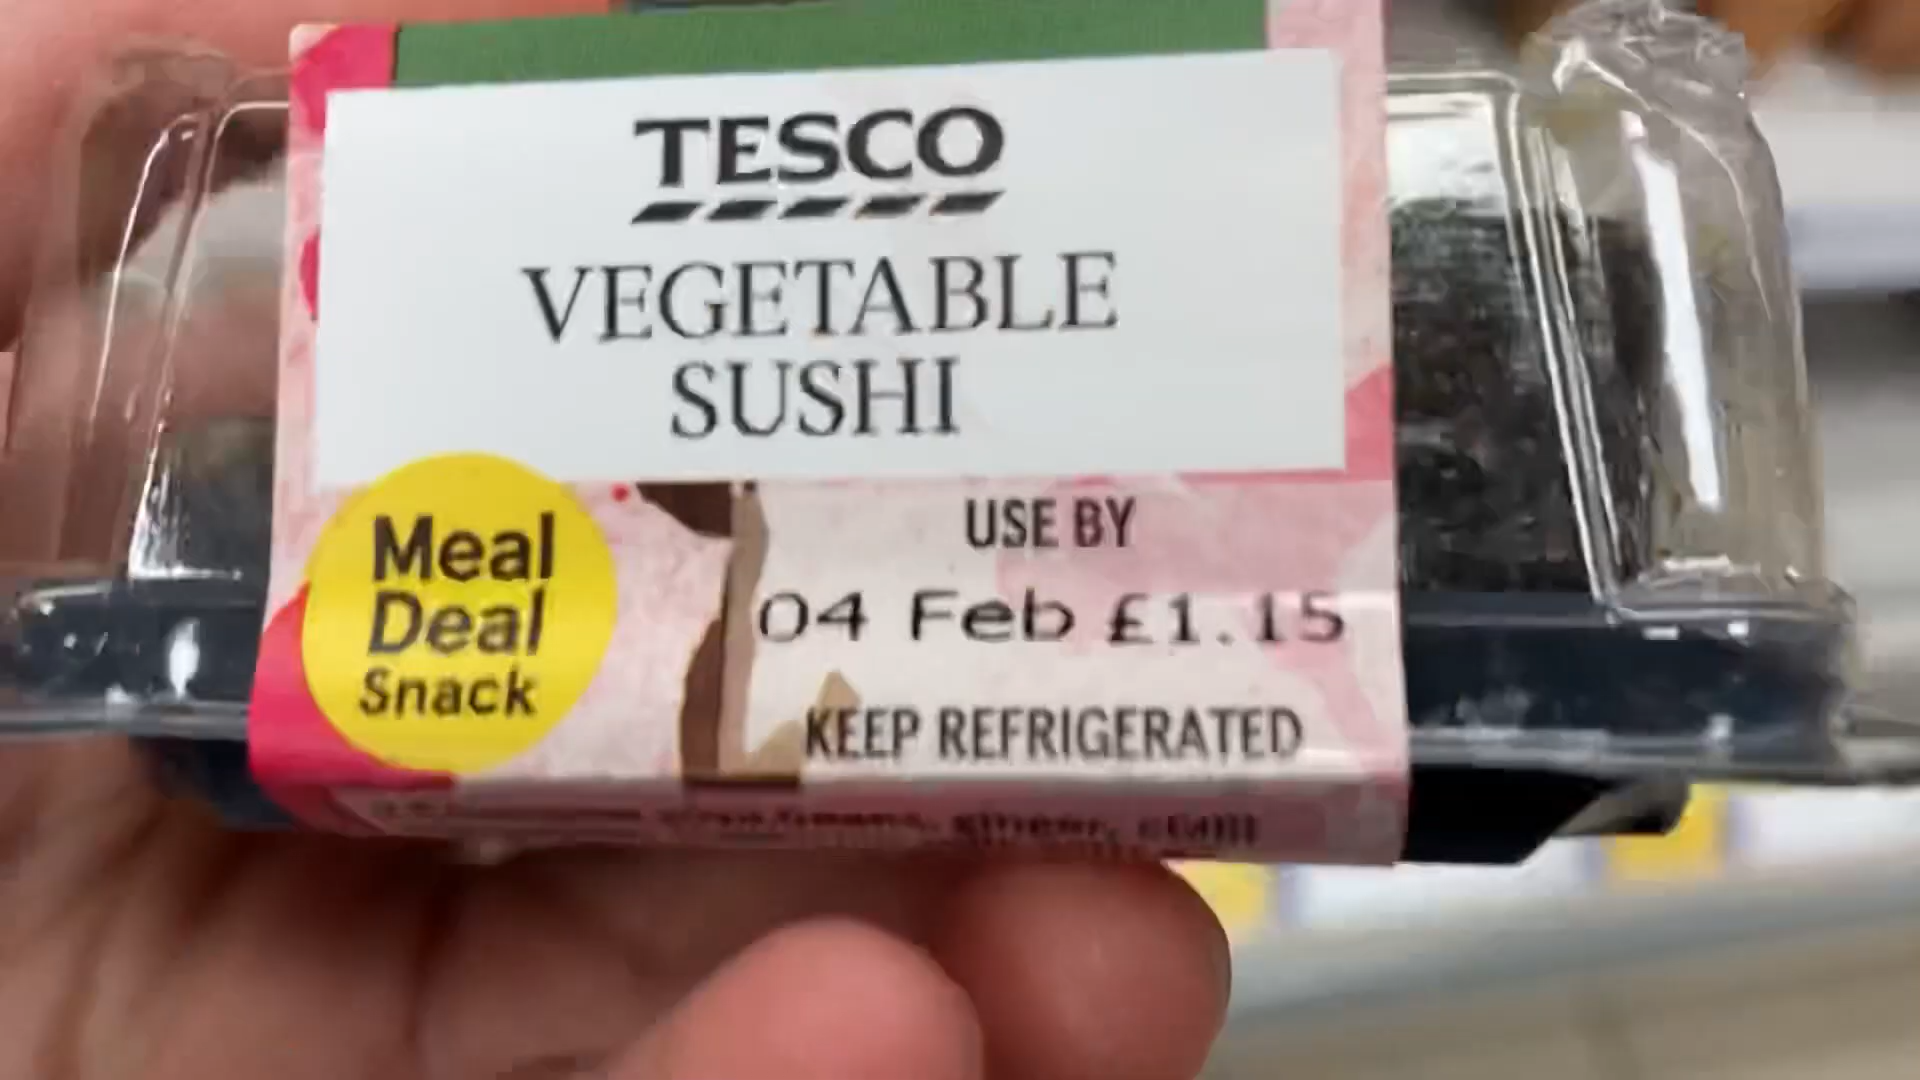 TESCO
VEGETABLE
SUSHI
Meal
Deal
Snack
USE BY
04 Feb £1.15
KEEP REFRIGERATED